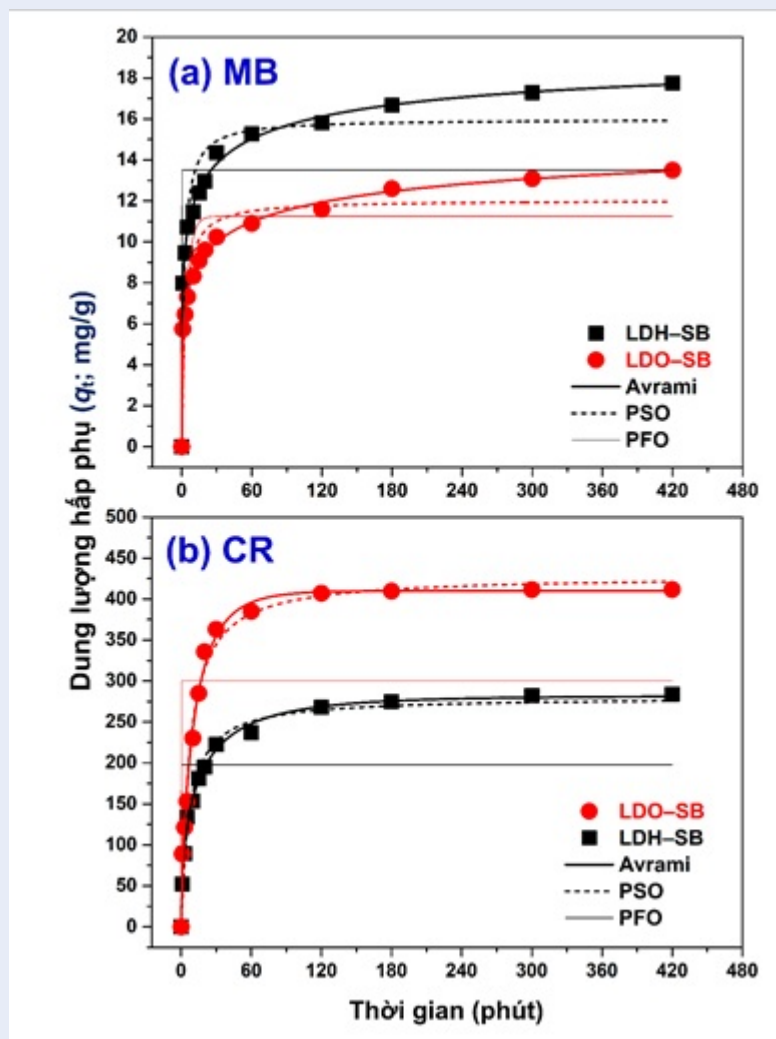 (a) MB
20
18
16
14
12
10
8
6
4
2
0
LDH–SB
LDO–SB
Avrami
PSO
PFO
0 60 120 180 240 300 360 420 480
Dung lượng hấp phụ (qt; mg/g)
(b) CR
500
450
400
350
300
250
200
150
100
50
0
LDO–SB
LDH–SB
Avrami
PSO
PFO
0 60 120 180 240 300 360 420 480
Thời gian (phút)